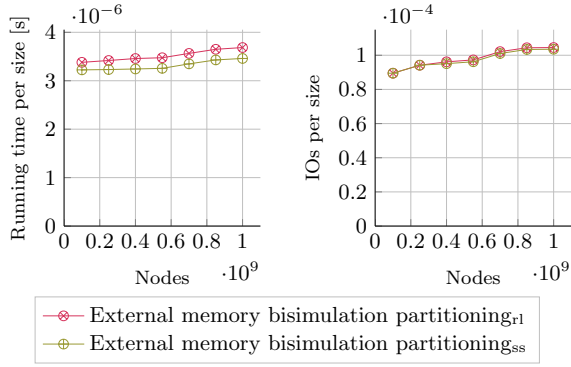 ·10⁻⁶
Running time per size [s]
4
3
2
1
0
0 0.2 0.4 0.6 0.8 1
Nodes
·10⁹
·10⁻⁴
IOs per size
1
0.8
0.6
0.4
0.2
0
0 0.2 0.4 0.6 0.8 1
Nodes
·10⁹
External memory bisimulation partitioning_rl
External memory bisimulation partitioning_ss